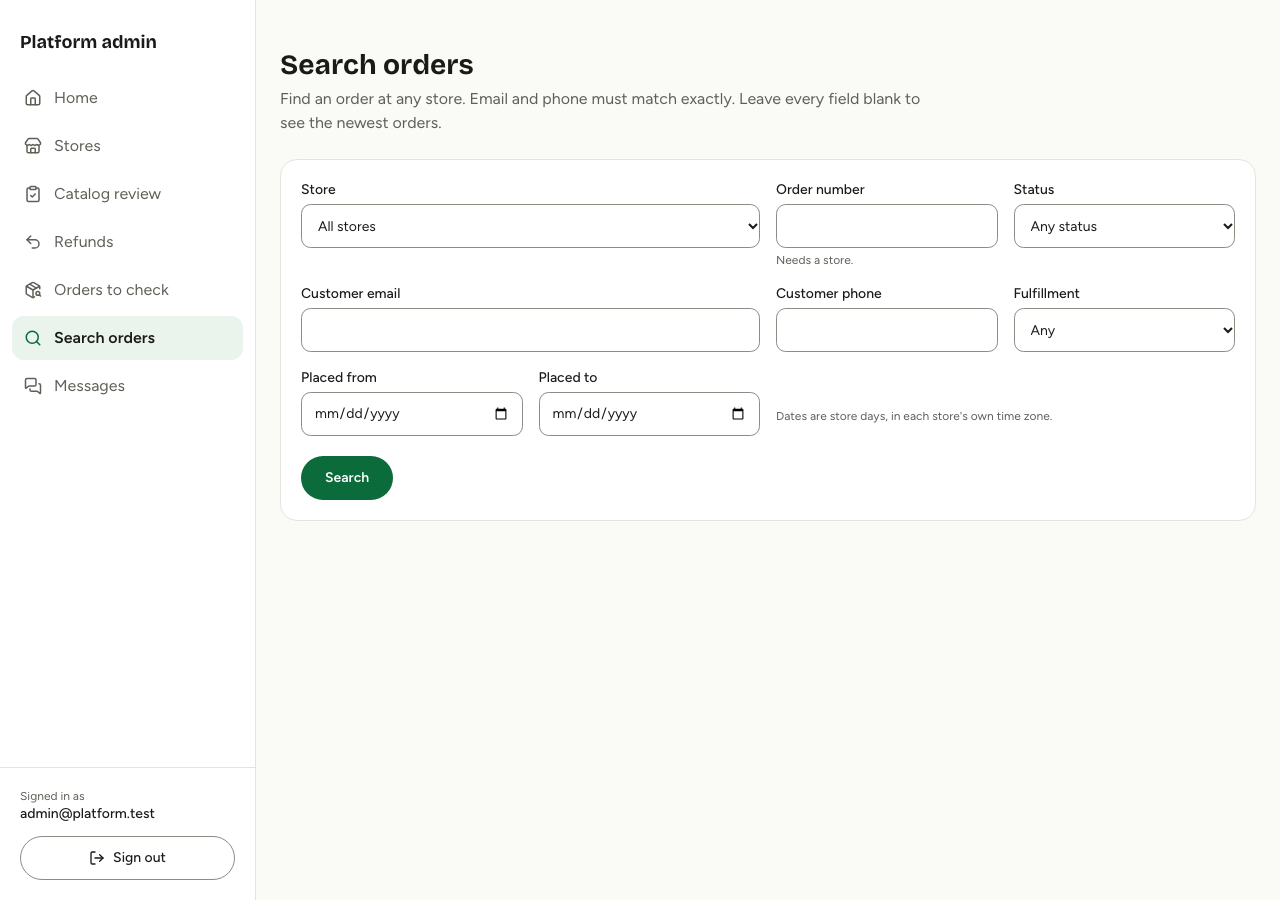 Platform admin
Home
Stores
Catalog review
Refunds
Orders to check
Search orders
Messages
Signed in as
admin@platform.test
Sign out
Search orders
Find an order at any store. Email and phone must match exactly. Leave every field blank to
see the newest orders.
Store
All stores
Order number
Needs a store.
Status
Any status
Customer email
Customer phone
Fulfillment
Any
Placed from
mm/dd/yyyy
Placed to
mm/dd/yyyy
Dates are store days, in each store's own time zone.
Search